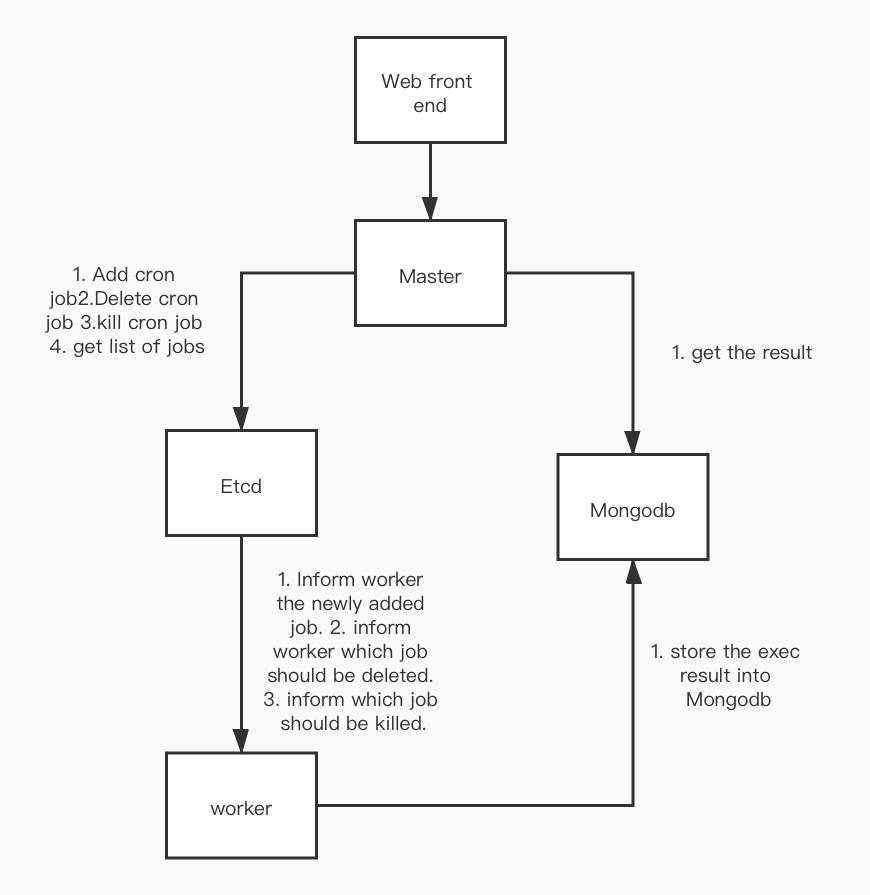 Web front
end
Master
1. Add cron
job2.Delete cron
job 3.kill cron job
4. get list of jobs
1. get the result
Etcd
Mongodb
1. Inform worker
the newly added
job. 2. inform
worker which job
should be deleted.
3. inform which job
should be killed.
1. store the exec
result into
Mongodb
worker